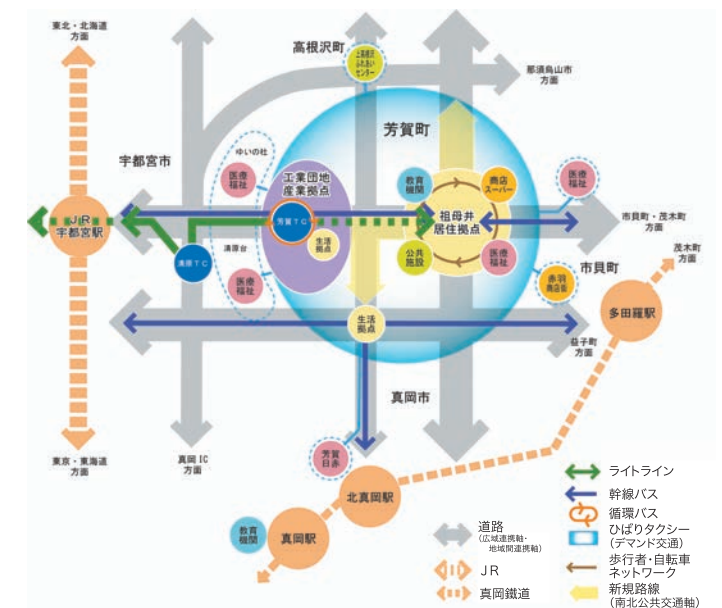 東北・北海道
方面
高根沢町
上高根沢
ふれあい
センター
那須烏山市
方面
芳賀町
宇都宮市
ゆいの杜
医療
福祉
工業団地
産業拠点
教育
機関
商店
スーパー
医療
福祉
JR
宇都宮駅
芳賀TC
祖母井
居住拠点
市貝町・茂木町
方面
生活
拠点
清原台
清原TC
公共
施設
医療
福祉
茂木町
方面
市貝町
医療
福祉
赤羽
商店街
多田羅駅
生活
拠点
益子町
方面
真岡市
東京・東海道
方面
真岡IC
方面
芳賀
日赤
北真岡駅
教育
機関
真岡駅
道路
(広域連携軸・
地域間連携軸)
JR
真岡鐵道
ライトライン
幹線バス
循環バス
ひばりタクシー
(デマンド交通)
歩行者・自転車
ネットワーク
新規路線
(南北公共交通軸)